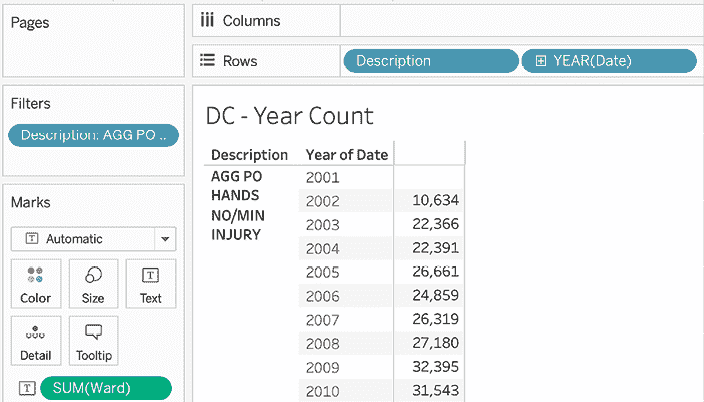 Pages
Columns
Rows
Description
YEAR(Date)
Filters
Description: AGG PO ..
DC - Year Count
Description Year of Date
AGG PO
HANDS
NO/MIN
INJURY
2001
2002 10,634
2003 22,366
2004 22,391
2005 26,661
2006 24,859
2007 26,319
2008 27,180
2009 32,395
2010 31,543
Marks
T Automatic
Color
Size
T
Text
Detail
Tooltip
T SUM(Ward)